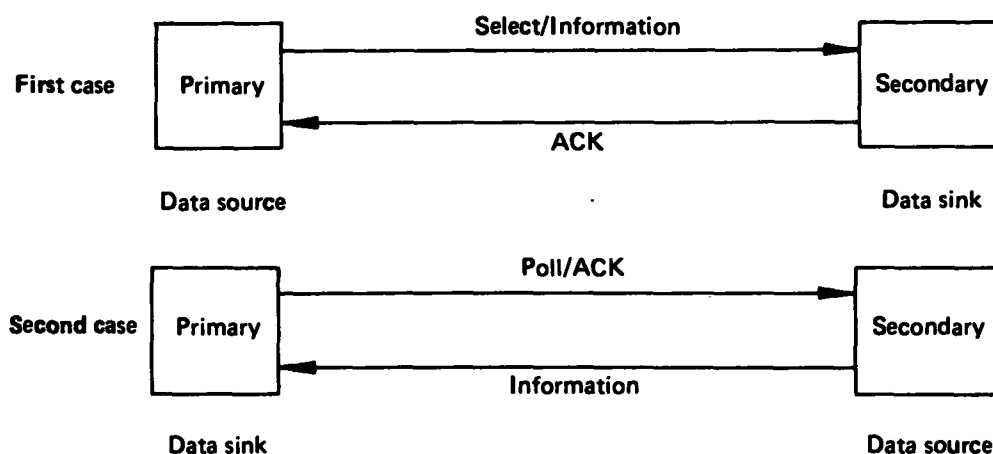 Select/Information
First case
Primary
Secondary
ACK
Data source
Data sink
Poll/ACK
Second case
Primary
Secondary
Information
Data sink
Data source